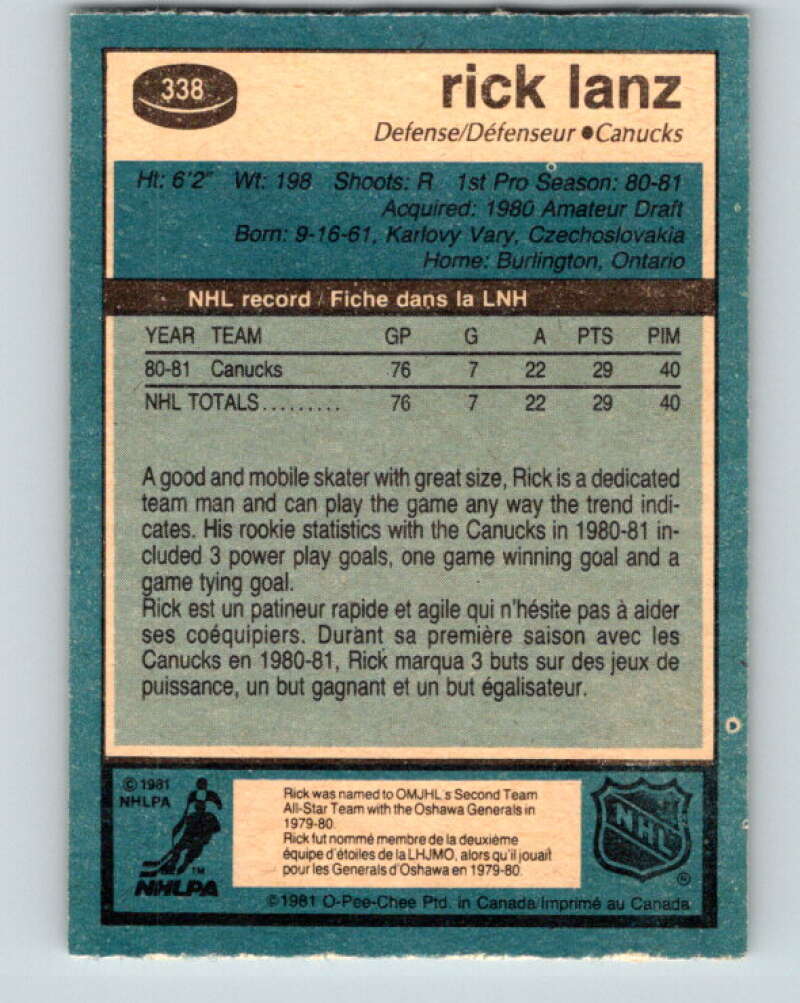 338
rick lanz
Defense/Défenseur ●Canucks
Ht: 6'2" Wt: 198 Shoots: R 1st Pro Season: 80-81
Acquired: 1980 Amateur Draft
Born: 9-16-61, Karlovy Vary, Czechoslovakia
Home: Burlington, Ontario
NHL record / Fiche dans la LNH
YEAR TEAM GP G A PTS PIM
80-81 Canucks 76 7 22 29 40
NHL TOTALS......... 76 7 22 29 40
A good and mobile skater with great size, Rick is a dedicated
team man and can play the game any way the trend indi-
cates. His rookie statistics with the Canucks in 1980-81 in-
cluded 3 power play goals, one game winning goal and a
game tying goal.
Rick est un patineur rapide et agile qui n'hésite pas à aider
ses coéquipiers. Durant sa première saison avec les
Canucks en 1980-81, Rick marqua 3 buts sur des jeux de
puissance, un but gagnant et un but égalisateur.
© 1981
NHLPA
TM
NHLPA
Rick was named to OMJHL's Second Team
All-Star Team with the Oshawa Generals in
1979-80.
Rick fut nommé membre de la deuxième
équipe d'étoiles de la LHJMO, alors qu'il jouait
pour les Generals d'Oshawa en 1979-80.
NHL
®
©1981 O-Pee-Chee Ptd. in Canada/Imprimé au Canada